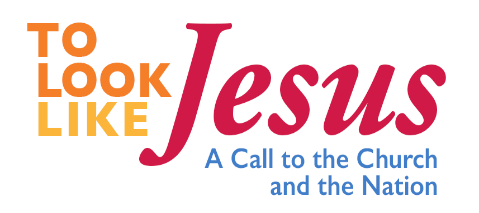 TO
LOOK
LIKE
Jesus
A Call to the Church
and the Nation